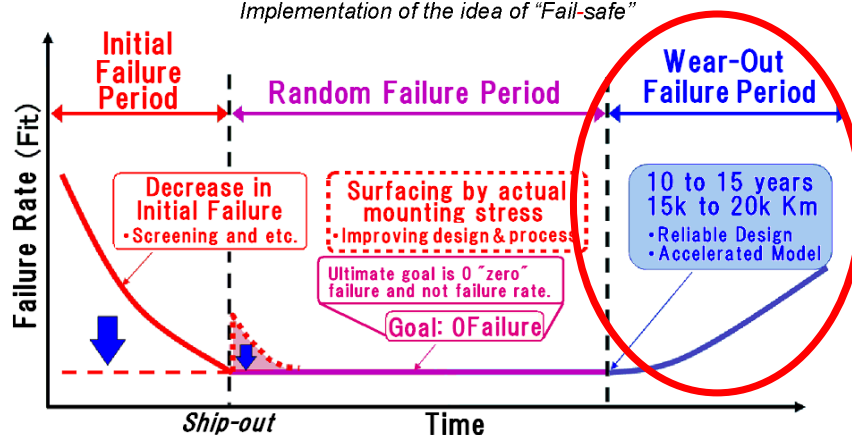 Implementation of the idea of “Fail-safe”
Initial
Failure
Period
Random Failure Period
Wear-Out
Failure Period
Failure Rate (Fit)
Decrease in
Initial Failure
・Screening and etc.
Surfacing by actual
mounting stress
・Improving design & process
Ultimate goal is 0 "zero"
failure and not failure rate.
Goal: 0Failure
10 to 15 years
15k to 20k Km
・Reliable Design
・Accelerated Model
Ship-out
Time